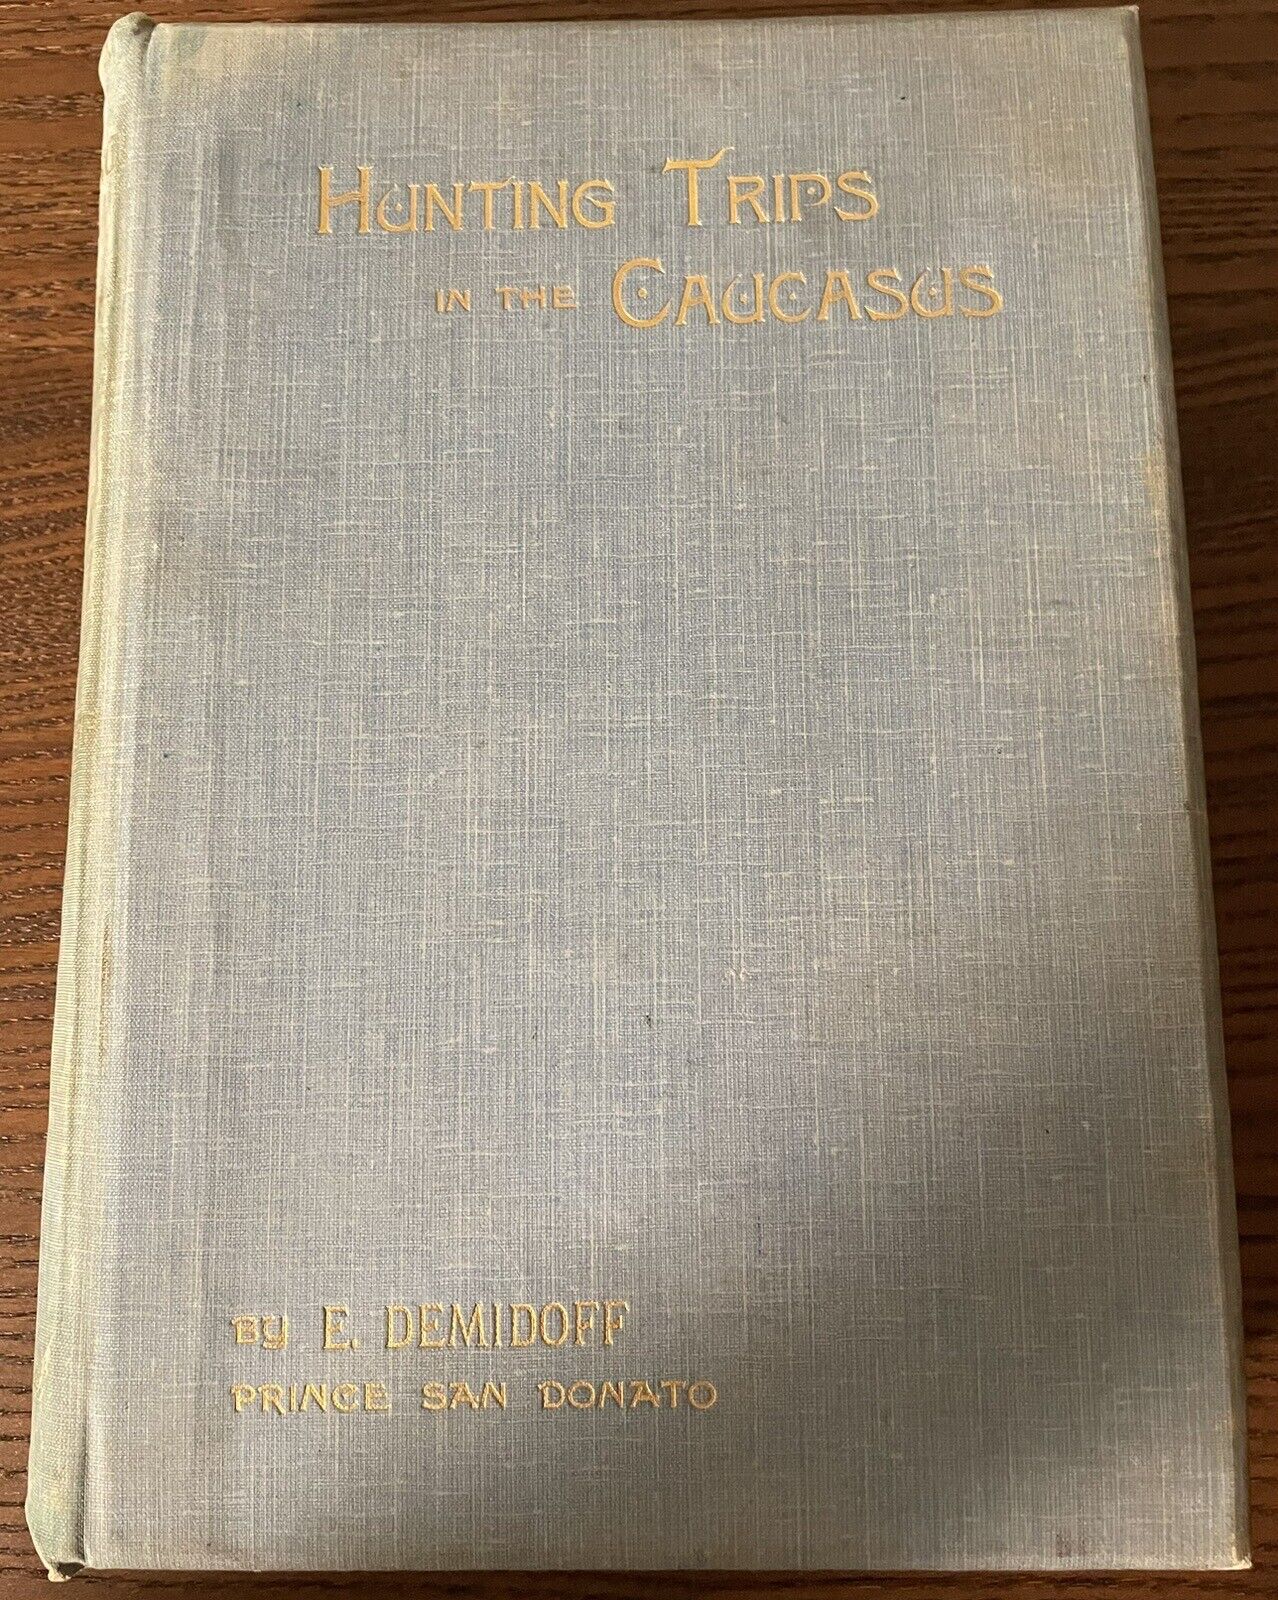 HUNTING TRIPS
IN THE CAUCASUS
BY E. DEMIDOFF
PRINCE SAN DONATO